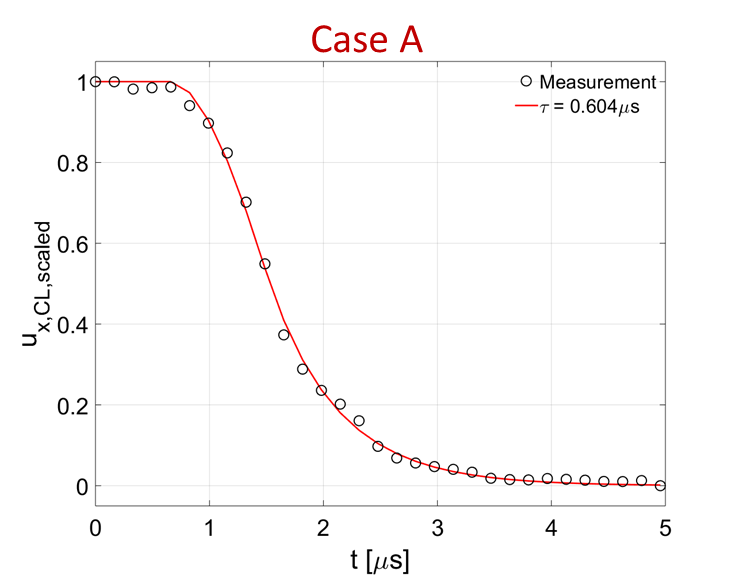 Case A
Measurement
τ = 0.604μs
1
0.8
0.6
0.4
0.2
0
u_x,CL,scaled
0 1 2 3 4 5
t [μs]